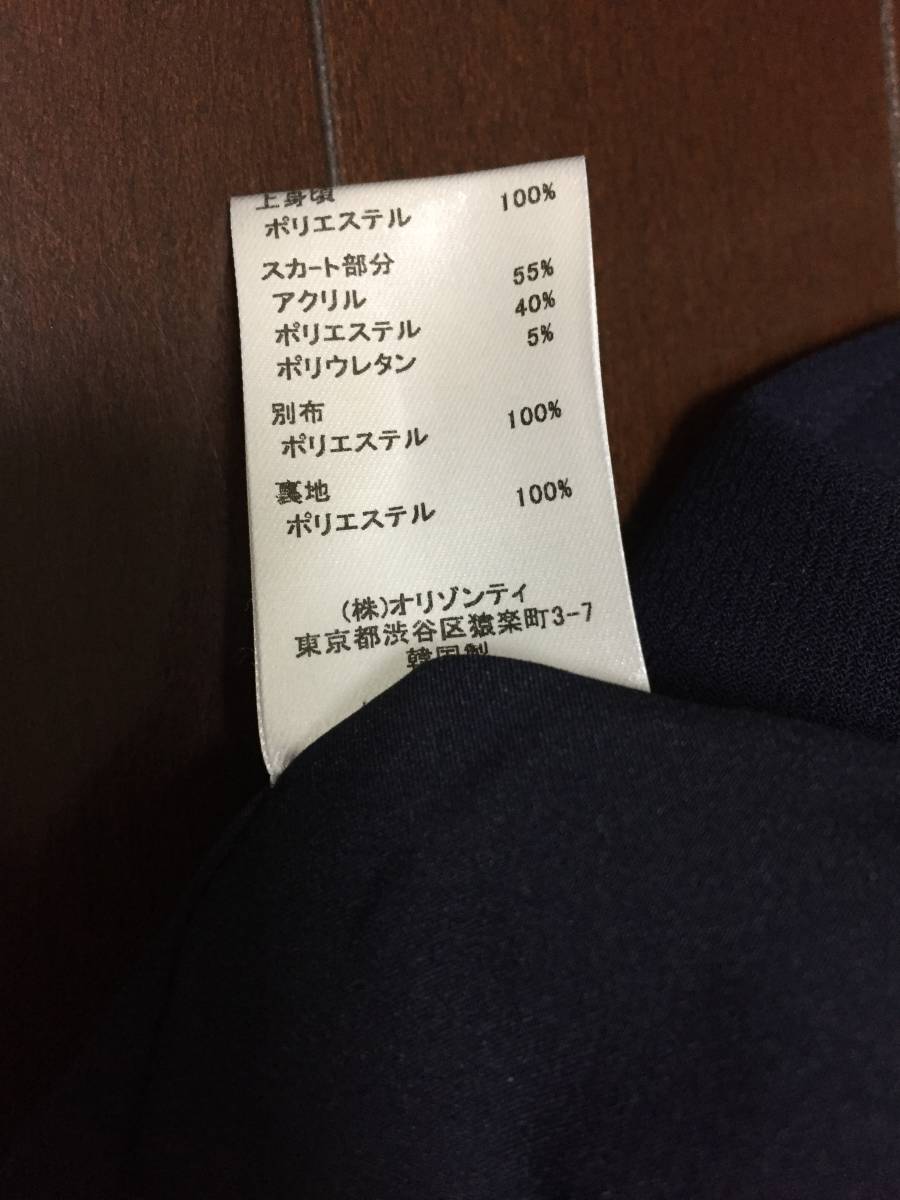 上身頃
ポリエステル 100%
スカート部分
アクリル 55%
ポリエステル 40%
ポリウレタン 5%
別布
ポリエステル 100%
裏地
ポリエステル 100%
(株)オリゾンティ
東京都渋谷区猿楽町3-7
韓国製